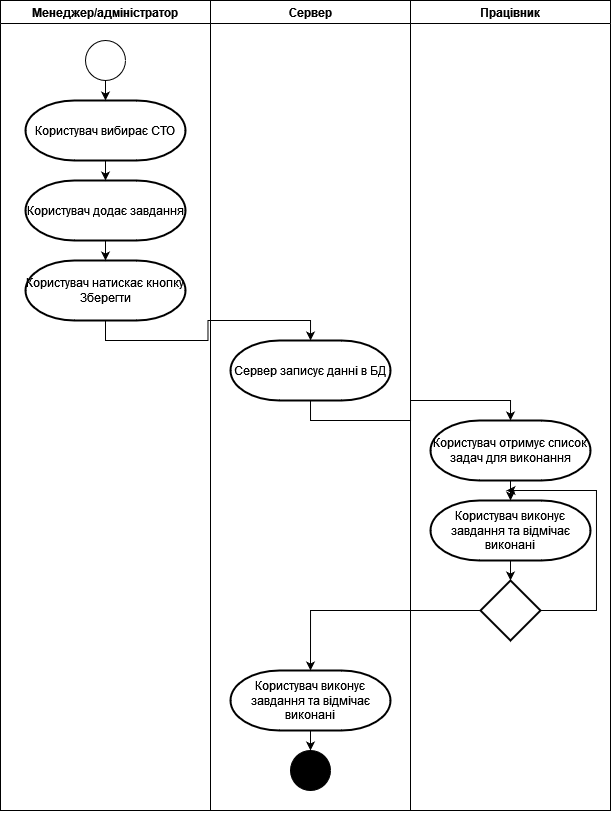 Менеджер/адміністратор
Сервер
Працівник
Користувач вибирає СТО
Користувач додає завдання
Користувач натискає кнопку
Зберегти
Сервер записує данні в БД
Користувач отримує список
задач для виконання
Користувач виконує
завдання та відмічає
виконані
Користувач виконує
завдання та відмічає
виконані